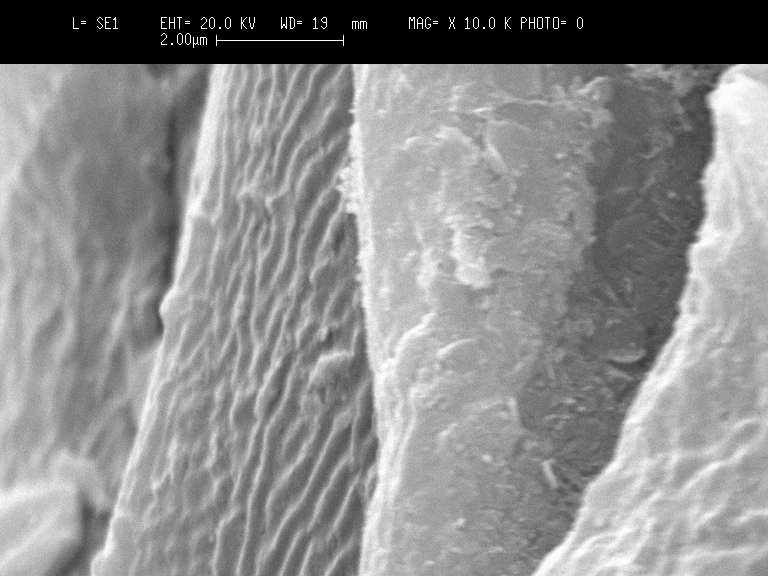 L= SE1 EHT= 20.0 KV WD= 19 mm MAG= X 10.0 K PHOTO= 0
2.00µm